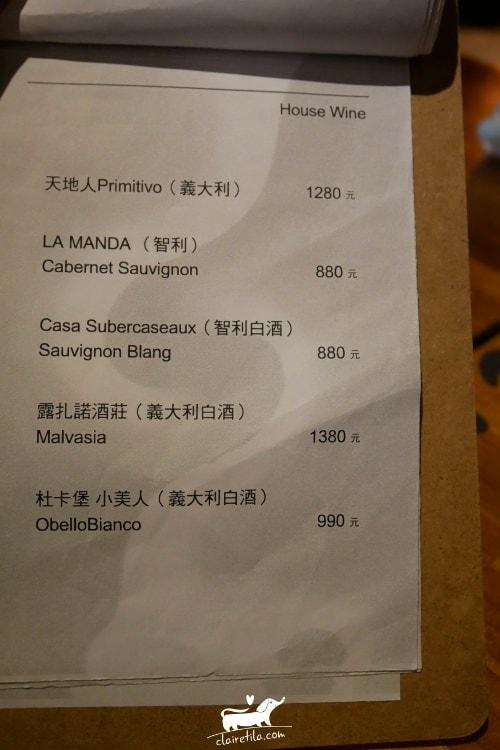 House Wine
天地人Primitivo（義大利） 1280 元
LA MANDA （智利）
Cabernet Sauvignon 880 元
Casa Subercaseaux（智利白酒）
Sauvignon Blang 880 元
露扎諾酒莊（義大利白酒）
Malvasia 1380 元
杜卡堡 小美人（義大利白酒）
ObelloBianco 990 元
clairetila.com